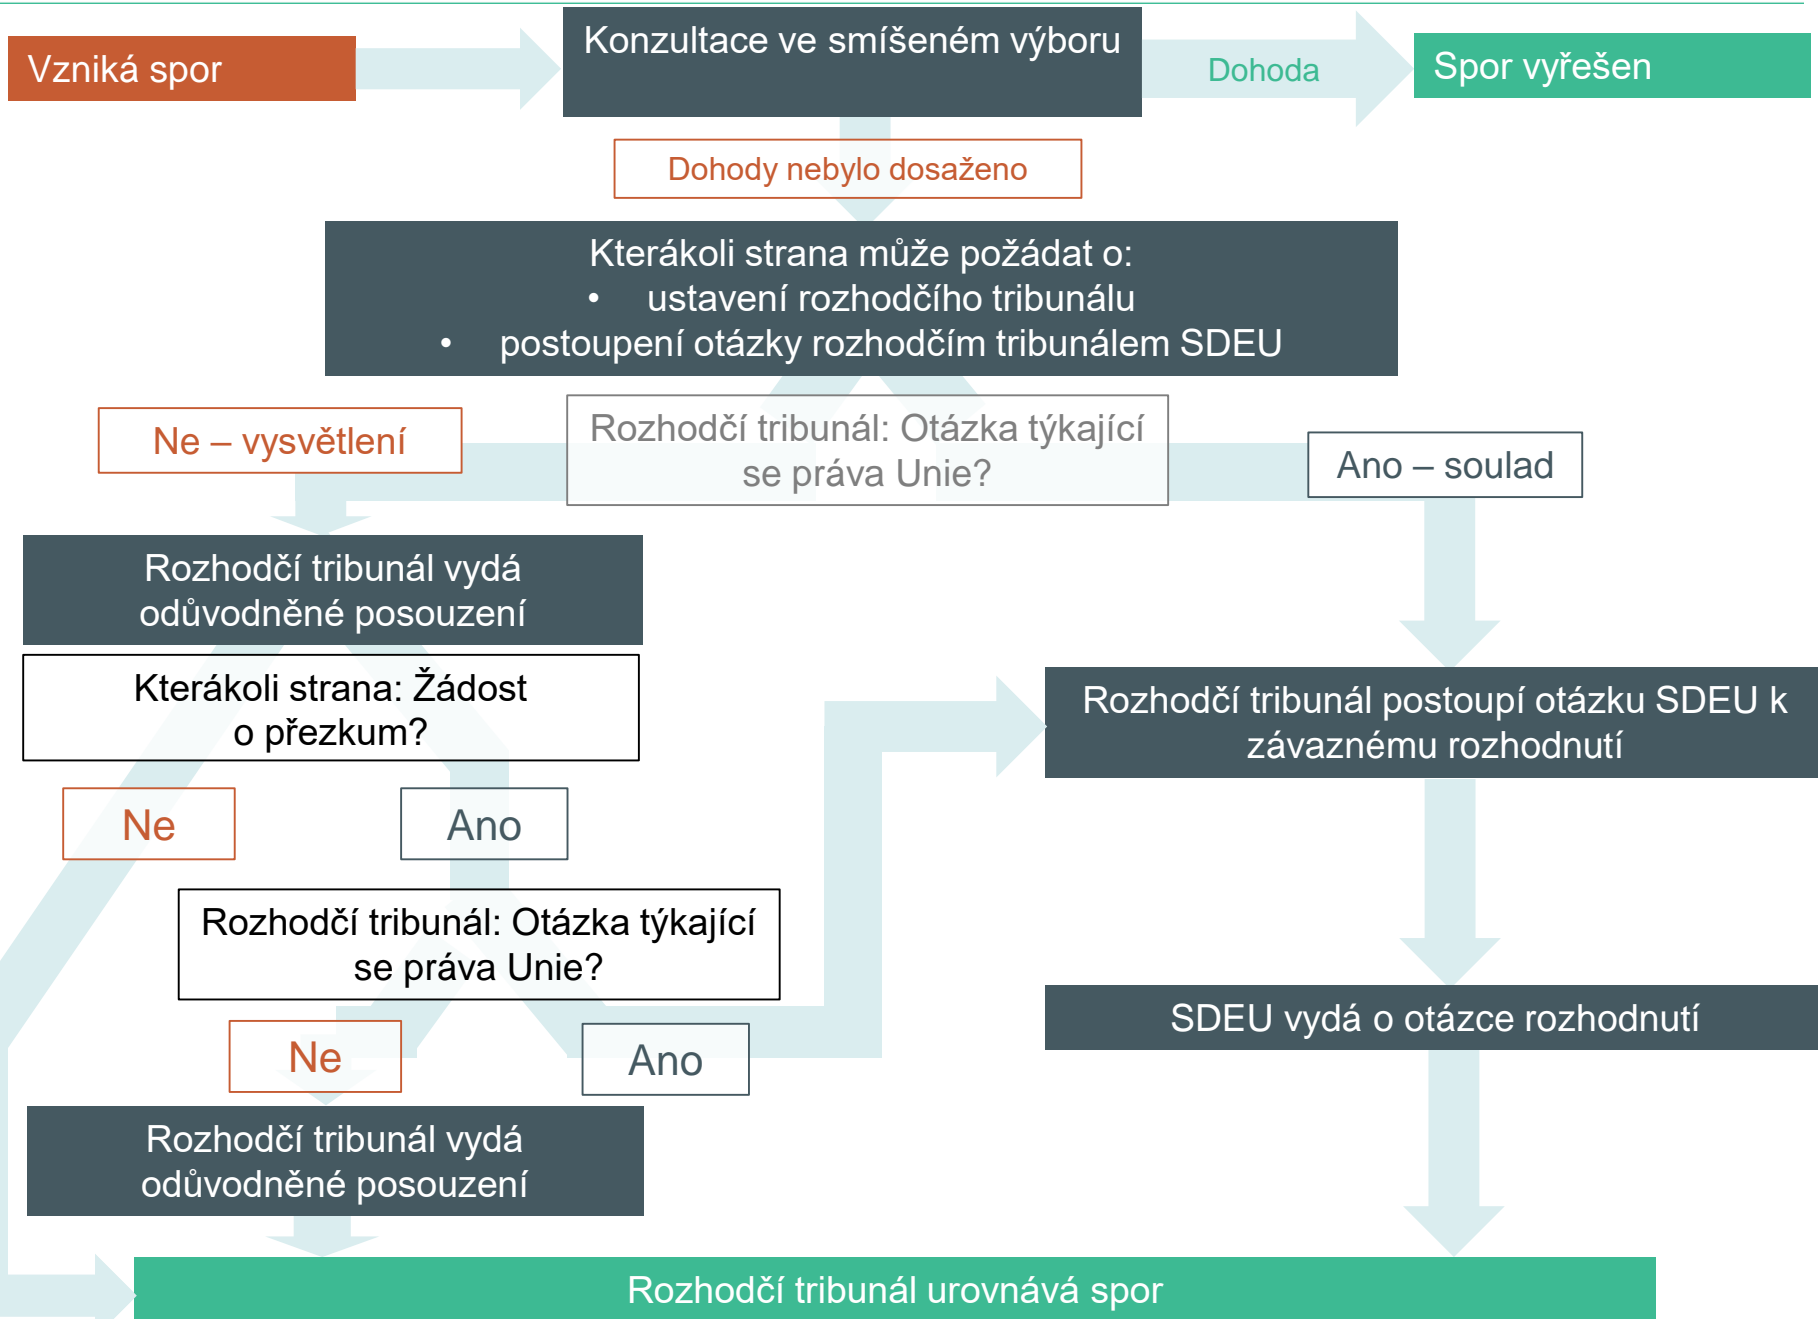 Vzniká spor
Konzultace ve smíšeném výboru
Dohoda
Spor vyřešen
Dohody nebylo dosaženo
Kterákoli strana může požádat o:
• ustavení rozhodčího tribunálu
• postoupení otázky rozhodčím tribunálem SDEU
Ne – vysvětlení
Rozhodčí tribunál: Otázka týkající
se práva Unie?
Ano – soulad
Rozhodčí tribunál vydá
odůvodněné posouzení
Kterákoli strana: Žádost
o přezkum?
Rozhodčí tribunál postoupí otázku SDEU k
závaznému rozhodnutí
Ne
Ano
Rozhodčí tribunál: Otázka týkající
se práva Unie?
SDEU vydá o otázce rozhodnutí
Ne
Ano
Rozhodčí tribunál vydá
odůvodněné posouzení
Rozhodčí tribunál urovnává spor